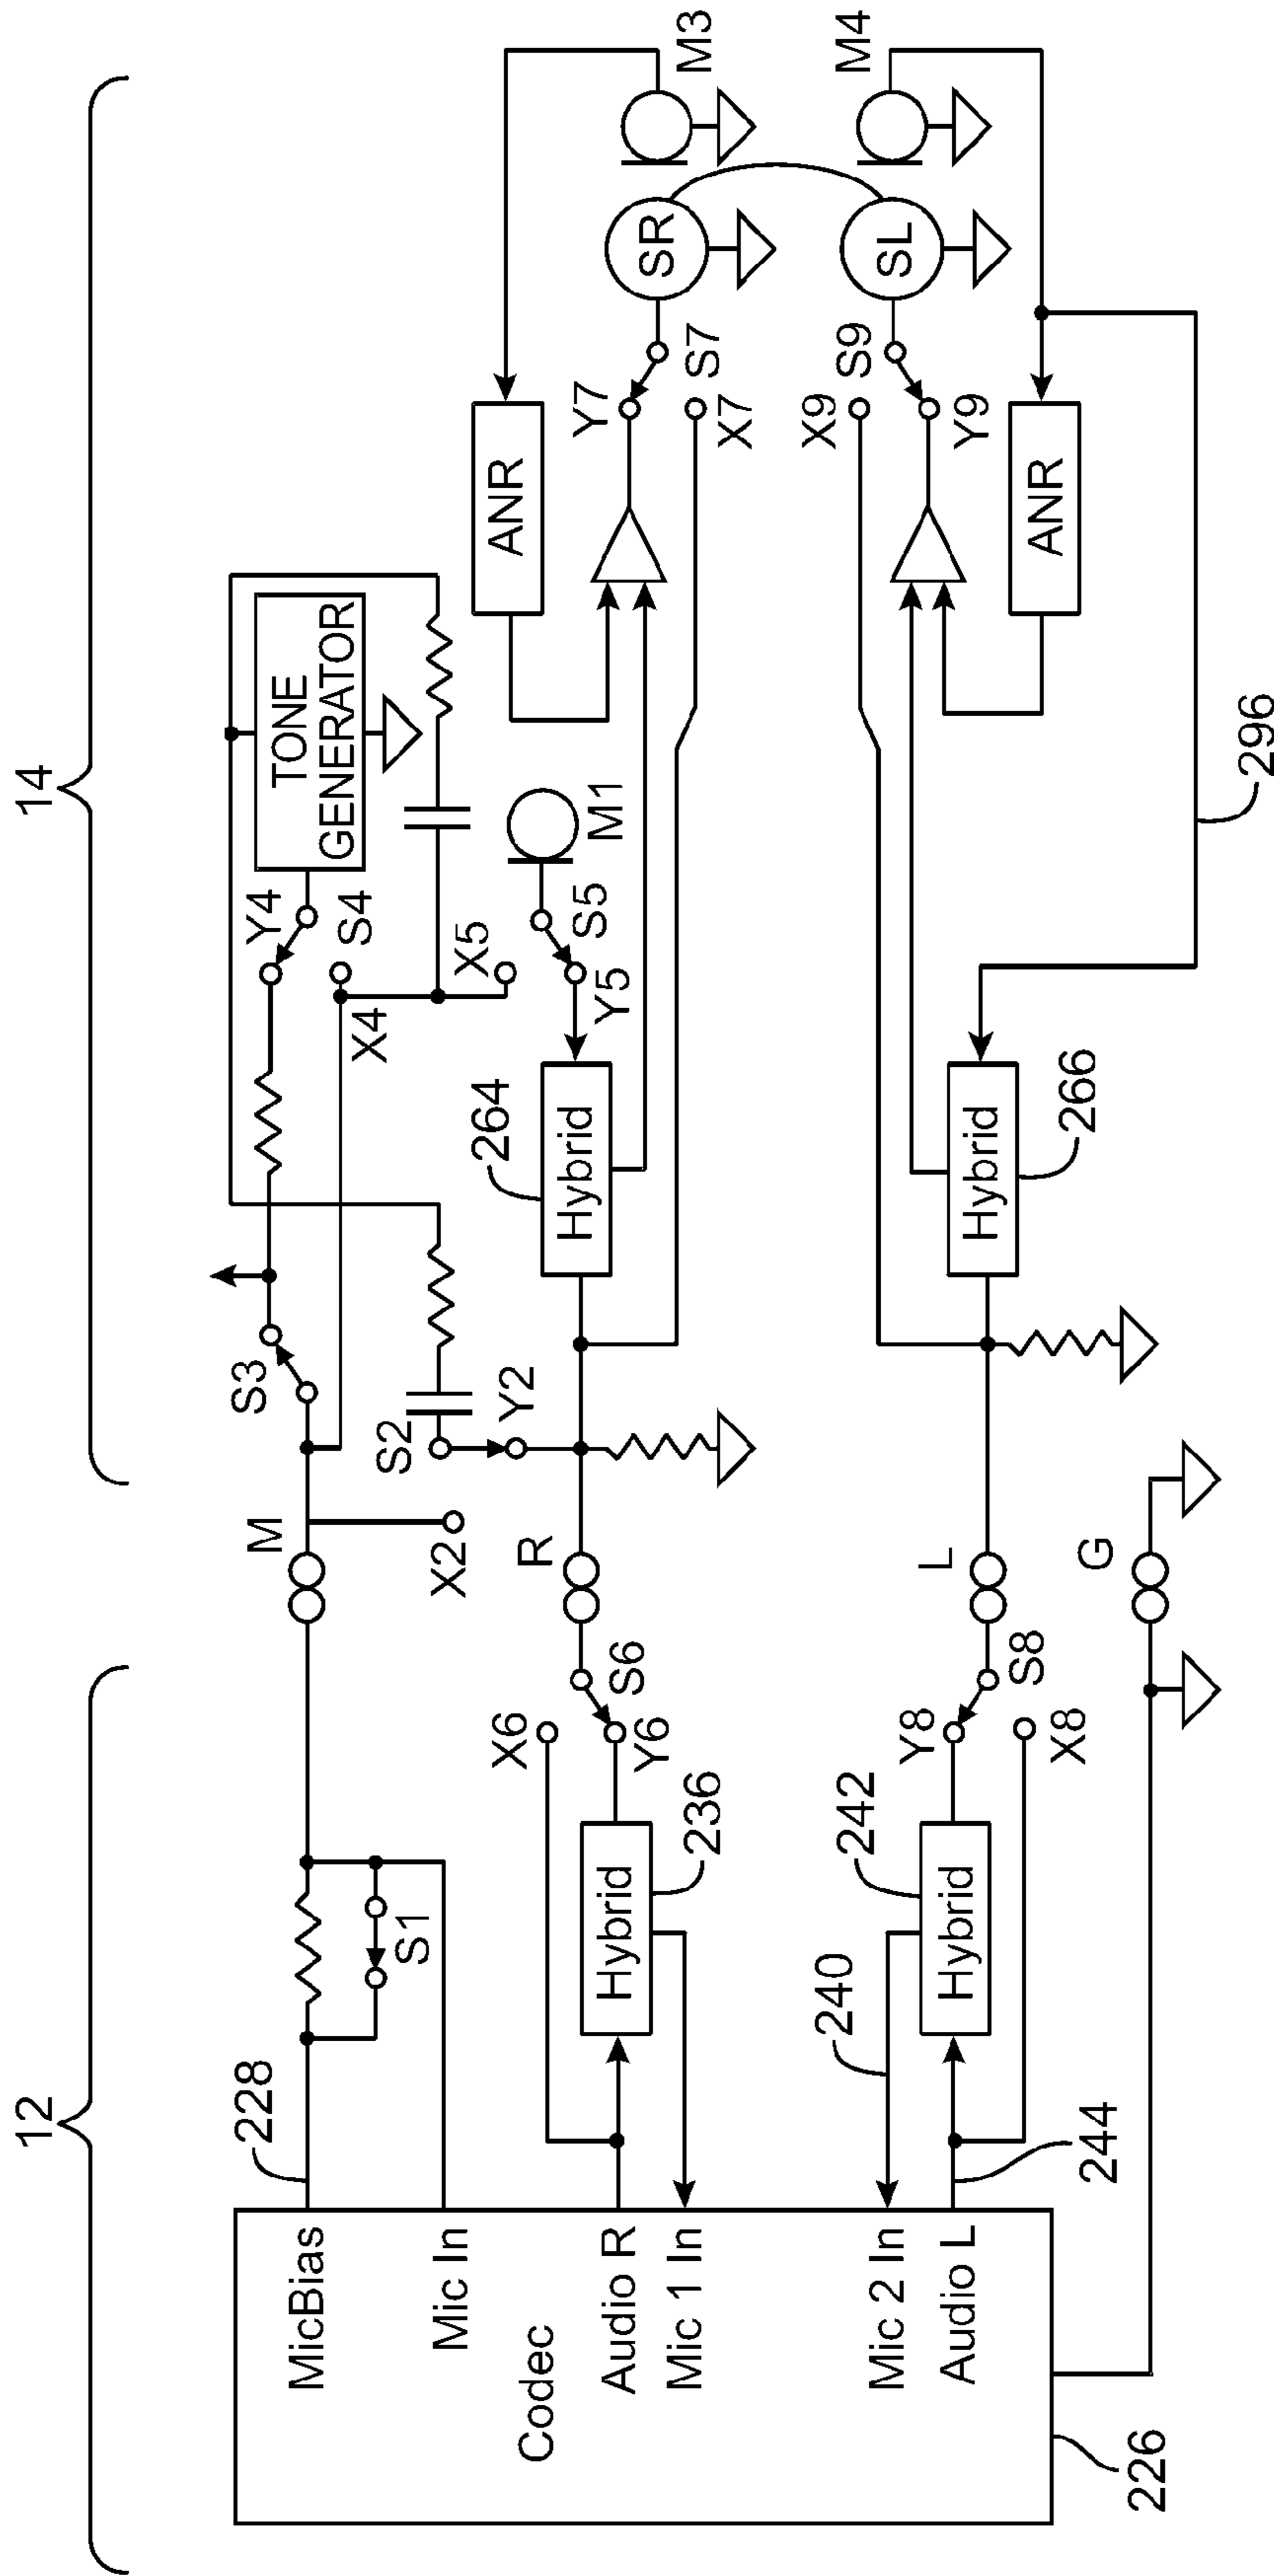 12
14
228
MicBias
Mic In
Codec
Audio R
Mic 1 In
Mic 2 In
Audio L
226
S1
X6
Y6
S6
Hybrid
236
240
242
Hybrid
244
Y8
X8
S8
M
X2
R
L
G
S3
S2
Y2
X4
Y4
S4
TONE
GENERATOR
X5
Y5
S5
M1
264
Hybrid
Hybrid
266
296
ANR
Y7
X7
S7
X9
Y9
S9
ANR
SR
SL
M3
M4